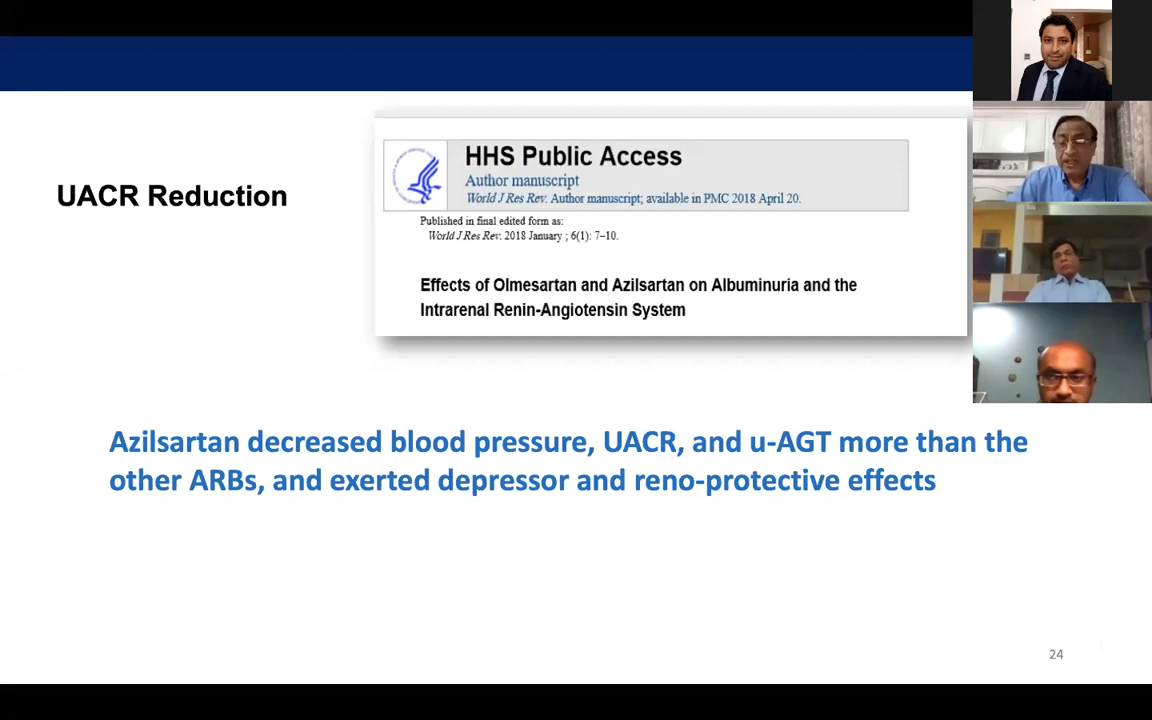 UACR Reduction
HHS Public Access
Author manuscript
World J Res Rev. Author manuscript; available in PMC 2018 April 20.
Published in final edited form as:
World J Res Rev. 2018 January ; 6(1): 7–10.
Effects of Olmesartan and Azilsartan on Albuminuria and the
Intrarenal Renin-Angiotensin System
Azilsartan decreased blood pressure, UACR, and u-AGT more than the
other ARBs, and exerted depressor and reno-protective effects
24